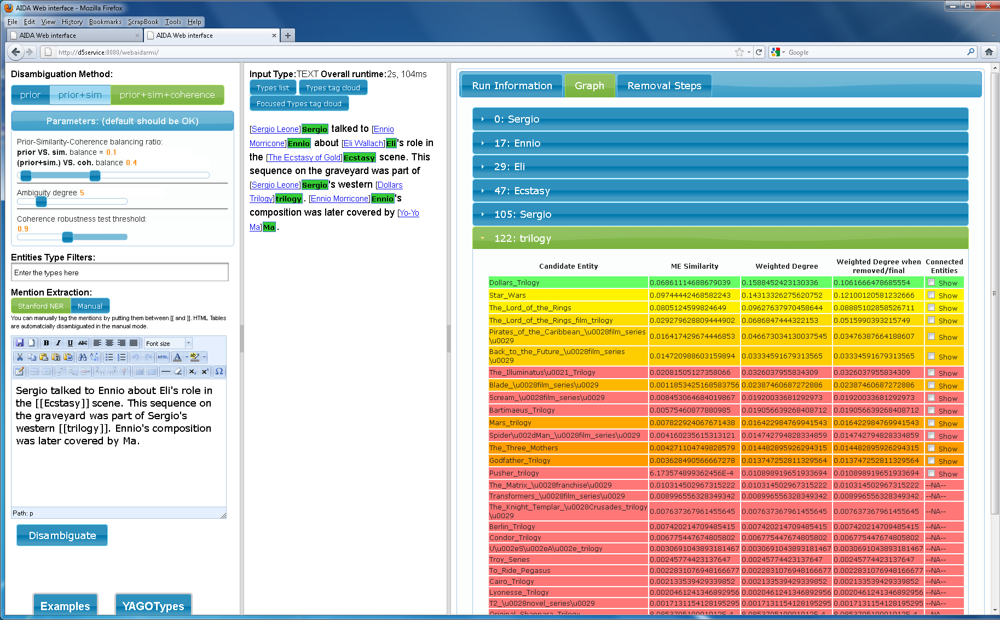 AIDA Web interface - Mozilla Firefox
File Edit View History Bookmarks ScrapBook Tools Help
AIDA Web interface
AIDA Web interface
http://d5service:8080/webaidarmi/
Google
Disambiguation Method:
prior prior+sim prior+sim+coherence
Parameters: (default should be OK)
Prior-Similarity-Coherence balancing ratio:
prior VS. sim. balance = 0.1
(prior+sim.) VS. coh. balance 0.4
Ambiguity degree 5
Coherence robustness test threshold:
0.9
Entities Type Filters:
Enter the types here
Mention Extraction:
Stanford NER Manual
You can manually tag the mentions by putting them between [[ and ]]. HTML Tables
are automatcially disambiguated in the manual mode.
B I U ABC Font size
HTML A ab
Sergio talked to Ennio about Eli's role in
the [[Ecstasy]] scene. This sequence on
the graveyard was part of Sergio's
western [[trilogy]]. Ennio's composition
was later covered by Ma.
Path: p
Disambiguate
Examples YAGOTypes
Input Type:TEXT Overall runtime:2s, 104ms
Types list Types tag cloud
Focused Types tag cloud
[Sergio Leone]Sergio talked to [Ennio
Morricone]Ennio about [Eli Wallach]Eli's role in
the [The Ecstasy of Gold]Ecstasy scene. This
sequence on the graveyard was part of
[Sergio Leone]Sergio's western [Dollars
Trilogy]trilogy. [Ennio Morricone]Ennio's
composition was later covered by [Yo-Yo
Ma]Ma.
Run Information Graph Removal Steps
0: Sergio
17: Ennio
29: Eli
47: Ecstasy
105: Sergio
122: trilogy
Candidate Entity ME Similarity Weighted Degree Weighted Degree when removed/final Connected Entities
Dollars_Trilogy 0.06861114688679039 0.1588452423130336 0.1061666478685554 Show
Star_Wars 0.09744442468582243 0.14313326275620752 0.12100120581232666 Show
The_Lord_of_the_Rings 0.0805124599824649 0.09627637970458644 0.08885102858526711 Show
The_Lord_of_the_Rings_film_trilogy 0.029279628809444902 0.0686847444322153 0.0515990393215749 Show
Pirates_of_the_Caribbean_\u0028film_series
\u0029 0.016417429674446853 0.046673034130037545 0.03476387664188607 Show
Back_to_the_Future_\u0028film_series
\u0029 0.014720988603159894 0.0333459167​9313565 0.03334591679313565 Show
The_Illuminatus\u0021_Trilogy 0.02081505127358066 0.0326037955834309 0.0326037955834309 Show
Blade_\u0028film_series\u0029 0.0011853425168583756 0.02387460687272886 0.02387460687272886 Show
Scream_\u0028film_series\u0029 0.008453064684019867 0.01920033681292973 0.01920033681292973 Show
Bartimaeus_Trilogy 0.00575460877880985 0.019056639268408712 0.019056639268408712 Show
Mars_trilogy 0.007822924067671438 0.016422984769941543 0.016422984769941543 Show
Spider\u002dMan_\u0028film_series\u0029 0.004160235615313121 0.014742794828334859 0.014742794828334859 Show
The_Three_Mothers 0.004271104749828579 0.014482895926294315 0.014482895926294315 Show
Godfather_Trilogy 0.003628490566667278 0.013747252811329564 0.013747252811329564 Show
Pusher_trilogy 6.173574899362456E-4 0.010898919651933694 0.010898919651933694 Show
The_Matrix_\u0028franchise\u0029 0.010314502967315222 0.010314502967315222 0.010314502967315222 --NA--
Transformers_\u0028film_series\u0029 0.008996556328349342 0.008996556328349342 0.008996556328349342 --NA--
The_Knight_Templar_\u0028Crusades_trilogy
\u0029 0.007637367961455645 0.007637367961455645 0.007637367961455645 --NA--
Berlin_Trilogy 0.007420214709485415 0.007420214709485415 0.007420214709485415 --NA--
Condor_Trilogy 0.006775447674805802 0.006775447674805802 0.006775447674805802 --NA--
U\u002eS\u002eA\u002e_trilogy 0.0030691043893181467 0.0030691043893181467 0.0030691043893181467 --NA--
Troy_Series 0.00245774423137647 0.00245774423137647 0.00245774423137647 --NA--
To_Ride_Pegasus 0.0022831076948166677 0.0022831076948166677 0.0022831076948166677 --NA--
Cairo_Trilogy 0.002133539429339852 0.002133539429339852 0.002133539429339852 --NA--
Lyonesse_Trilogy 0.0020461241346892956 0.0020461241346892956 0.0020461241346892956 --NA--
T2_\u0028novel_series\u0029 0.0017131154128195295 0.0017131154128195295 0.0017131154128195295 --NA--